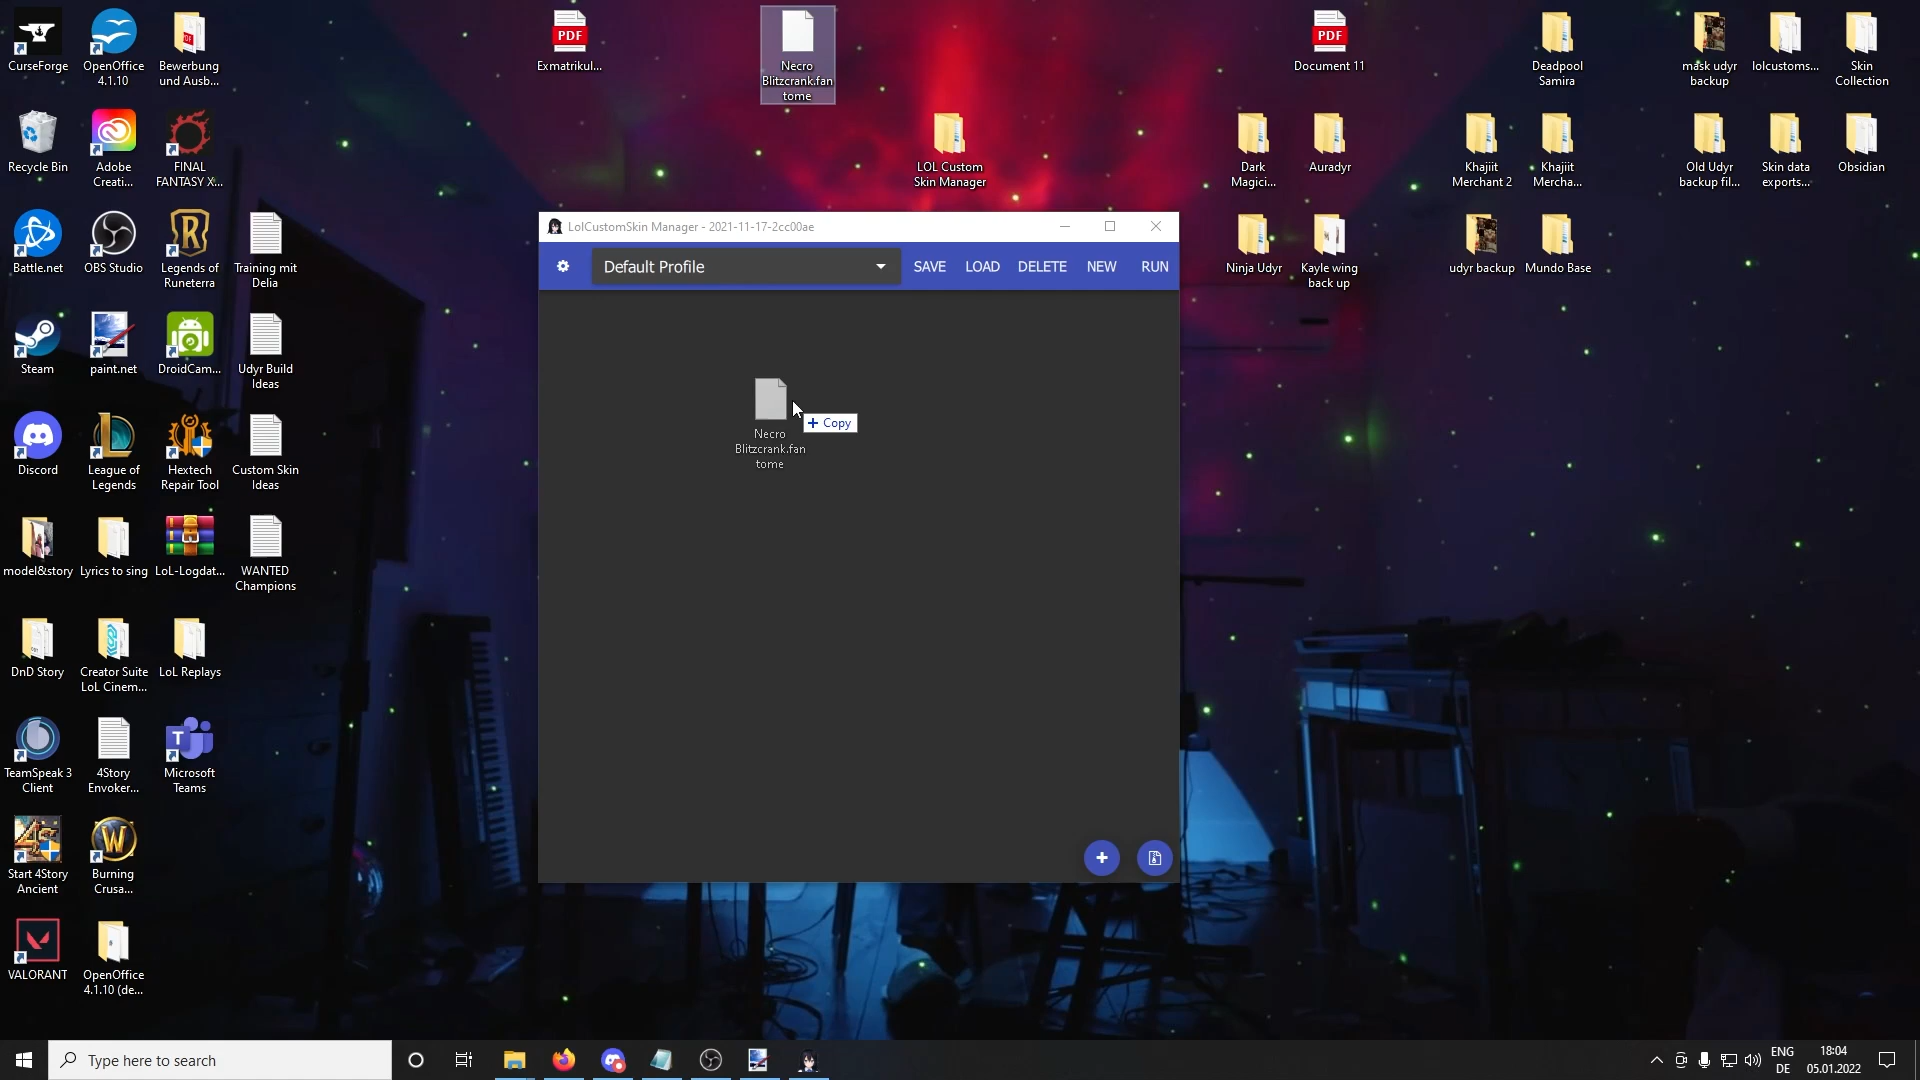 CurseForge
OpenOffice
4.1.10
Bewerbung
und Ausb...
PDF
Exmatrikul...
Necro
Blitzcrank.fan
tome
PDF
Document 11
Deadpool
Samira
mask udyr
backup
lolcustoms...
Skin
Collection
Recycle Bin
Adobe
Creati...
FINAL
FANTASY X...
LOL Custom
Skin Manager
Dark
Magici...
Auradyr
Khajiit
Merchant 2
Khajiit
Mercha...
Old Udyr
backup fil...
Skin data
exports...
Obsidian
LolCustomSkin Manager - 2021-11-17-2cc00ae
Default Profile
SAVE
LOAD
DELETE
NEW
RUN
Battle.net
OBS Studio
Legends of
Runeterra
Training mit
Delia
Ninja Udyr
Kayle wing
back up
udyr backup
Mundo Base
Steam
paint.net
DroidCam...
Udyr Build
Ideas
+ Copy
Necro
Blitzcrank.fan
tome
Discord
League of
Legends
Hextech
Repair Tool
Custom Skin
Ideas
model&story
Lyrics to sing
LoL-Logdat...
WANTED
Champions
DnD Story
Creator Suite
LoL Cinem...
LoL Replays
TeamSpeak 3
Client
4Story
Envoker...
Microsoft
Teams
Start 4Story
Ancient
Burning
Crusa...
VALORANT
OpenOffice
4.1.10 (de...
Type here to search
ENG
DE
18:04
05.01.2022